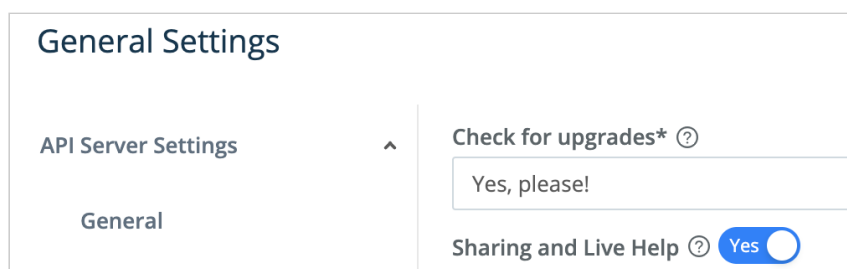 General Settings
API Server Settings
General
Check for upgrades*
Yes, please!
Sharing and Live Help
Yes